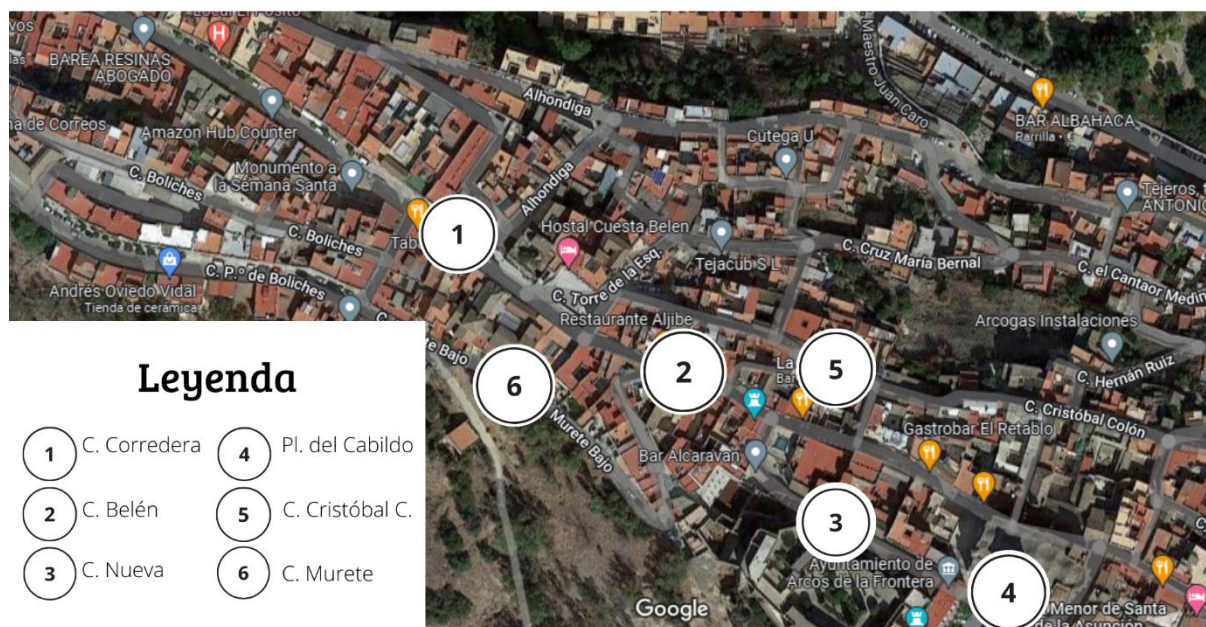 Local El Pósito
BAREA RESINAS
ABOGADO
Amazon Hub Counter
Monumento a
la Semana Santa
C. Boliches
C. Boliches
C. P.º de Boliches
Andrés Oviedo Vidal
Tienda de cerámica
Alhondiga
Alhondiga
C. Maestro Juan Caro
BAR ALBAHACA
Parrilla
Cutega U
Tejeros,
ANTONIO
Hostal Cuesta Belen
Tejacub S L
C. Cruz María Bernal
C. el Cantaor Medin
C. Torre de la Esq.
Restaurante Aljibe
Arcogas Instalaciones
C. Hernán Ruiz
C. Cristóbal Colón
Gastrobar El Retablo
Bar Alcaraván
Murete Bajo
Ayuntamiento de
Arcos de la Frontera
Menor de Santa
de la Asunción
Google
1
2
3
4
5
6
Leyenda
1 C. Corredera
2 C. Belén
3 C. Nueva
4 Pl. del Cabildo
5 C. Cristóbal C.
6 C. Murete